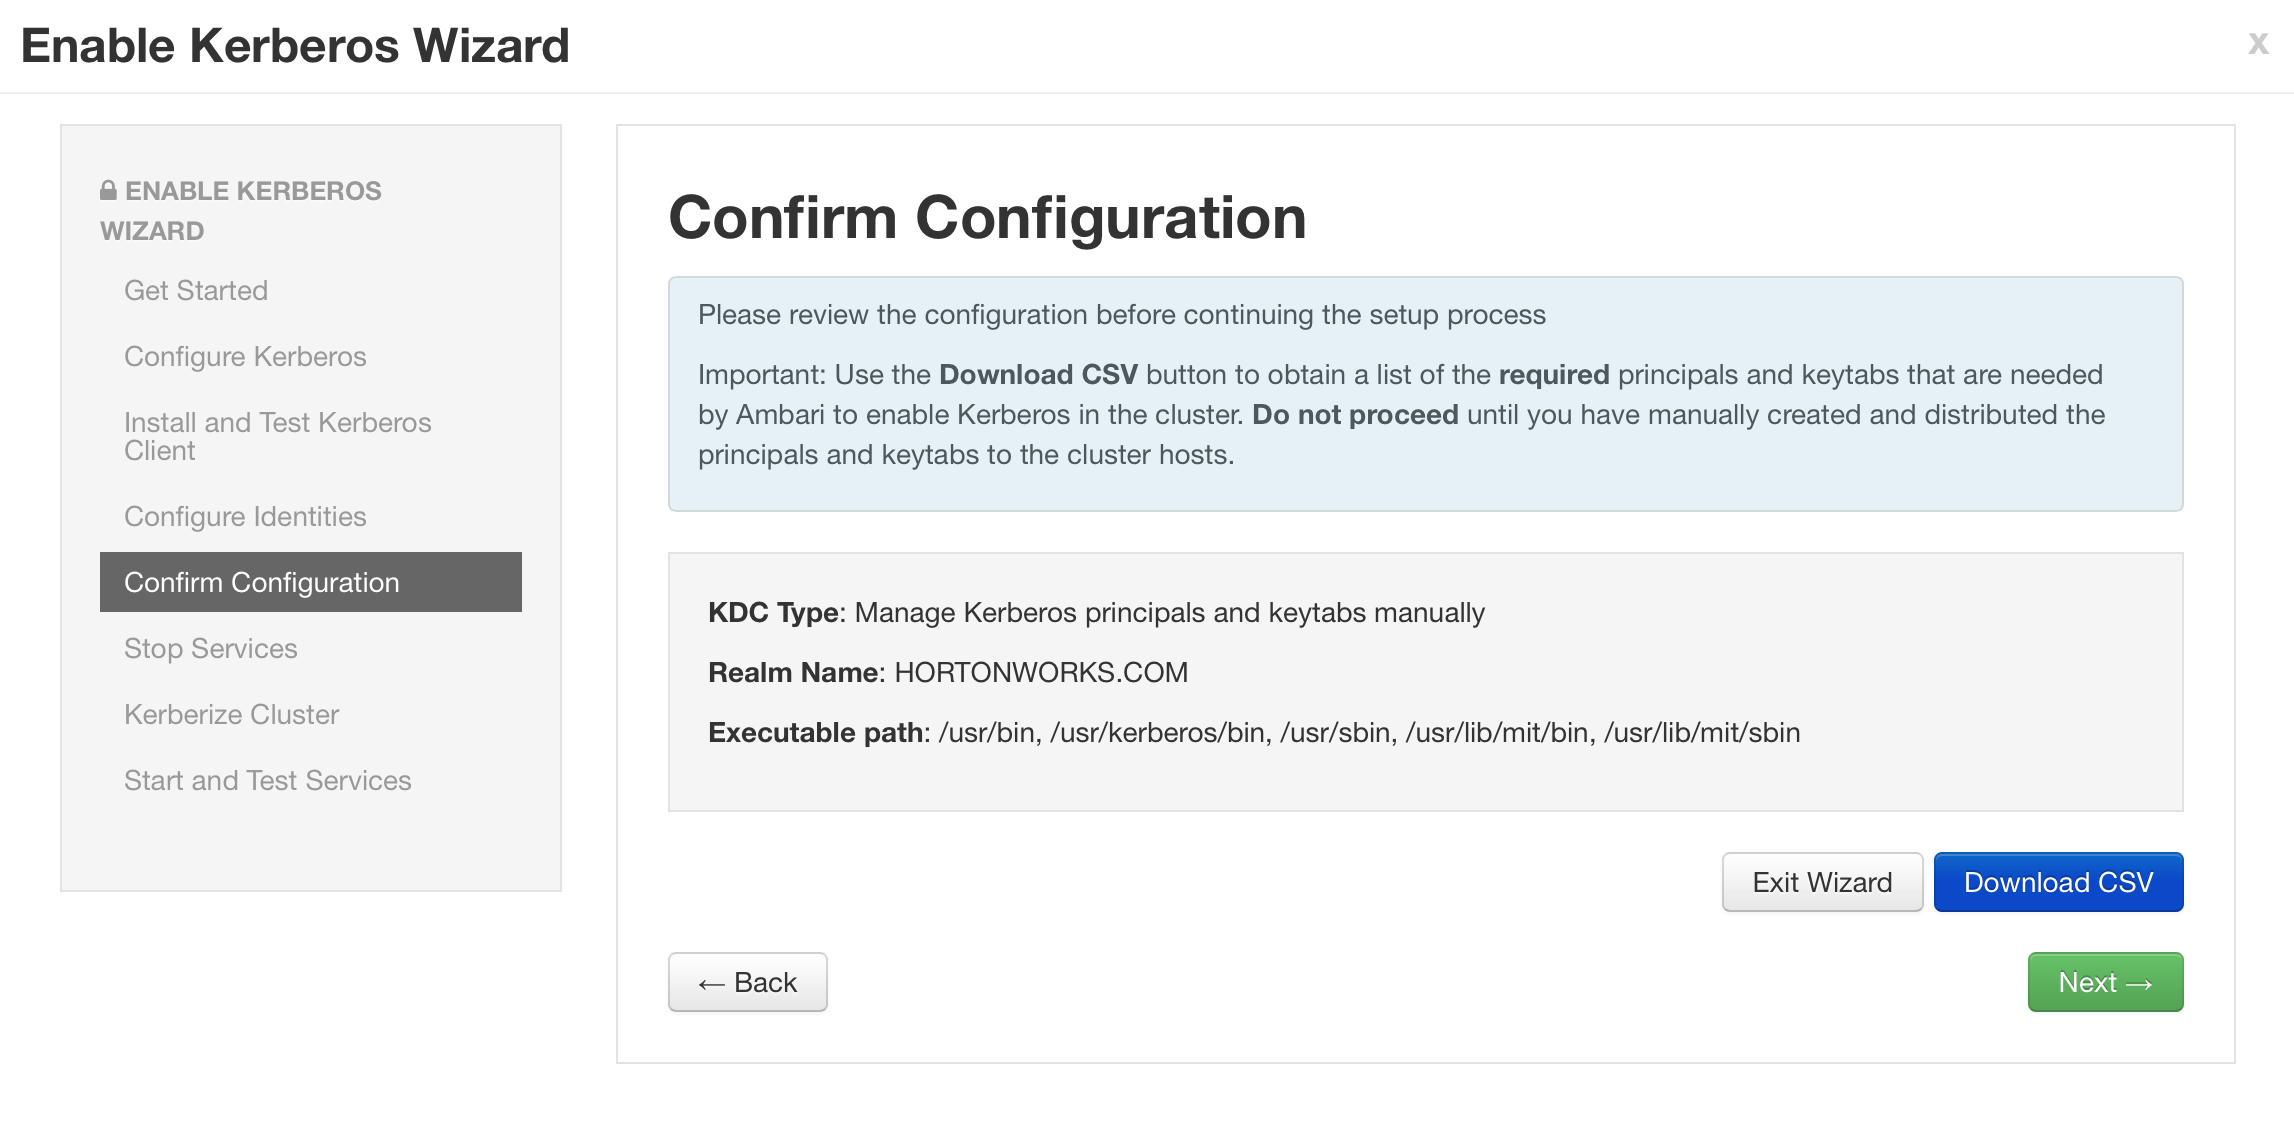 Enable Kerberos Wizard
x
ENABLE KERBEROS
WIZARD
Get Started
Configure Kerberos
Install and Test Kerberos
Client
Configure Identities
Confirm Configuration
Stop Services
Kerberize Cluster
Start and Test Services
Confirm Configuration
Please review the configuration before continuing the setup process
Important: Use the Download CSV button to obtain a list of the required principals and keytabs that are needed
by Ambari to enable Kerberos in the cluster. Do not proceed until you have manually created and distributed the
principals and keytabs to the cluster hosts.
KDC Type: Manage Kerberos principals and keytabs manually
Realm Name: HORTONWORKS.COM
Executable path: /usr/bin, /usr/kerberos/bin, /usr/sbin, /usr/lib/mit/bin, /usr/lib/mit/sbin
Exit Wizard
Download CSV
← Back
Next →